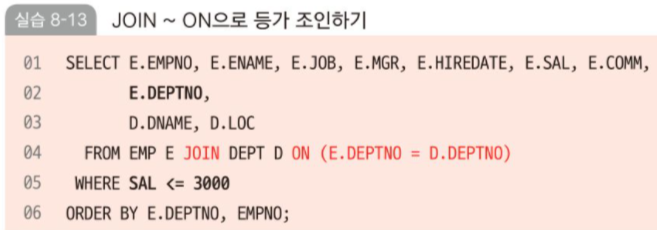 실습 8-13 JOIN ~ ON으로 등가 조인하기
01 SELECT E.EMPNO, E.ENAME, E.JOB, E.MGR, E.HIREDATE, E.SAL, E.COMM,
02 E.DEPTNO,
03 D.DNAME, D.LOC
04 FROM EMP E JOIN DEPT D ON (E.DEPTNO = D.DEPTNO)
05 WHERE SAL <= 3000
06 ORDER BY E.DEPTNO, EMPNO;